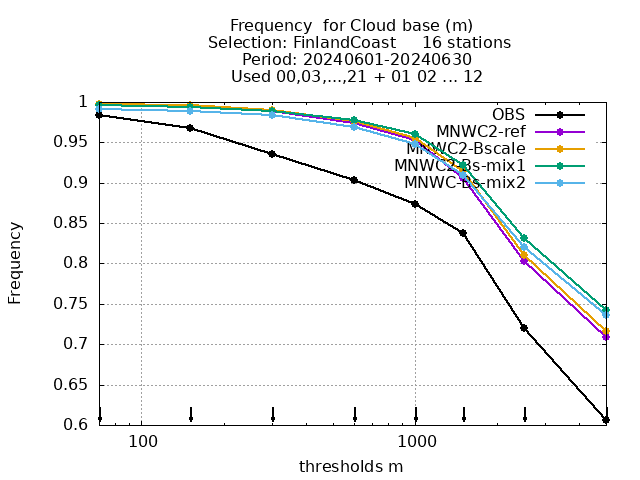 Frequency  for Cloud base (m)
Selection: FinlandCoast     16 stations
Period: 20240601-20240630
Used 00,03,...,21 + 01 02 ... 12
OBS
MNWC2-ref
MNWC2-Bscale
MNWC2-Bs-mix1
MNWC-Bs-mix2
1
0.95
0.9
0.85
0.8
0.75
0.7
0.65
0.6
Frequency
100
1000
thresholds m